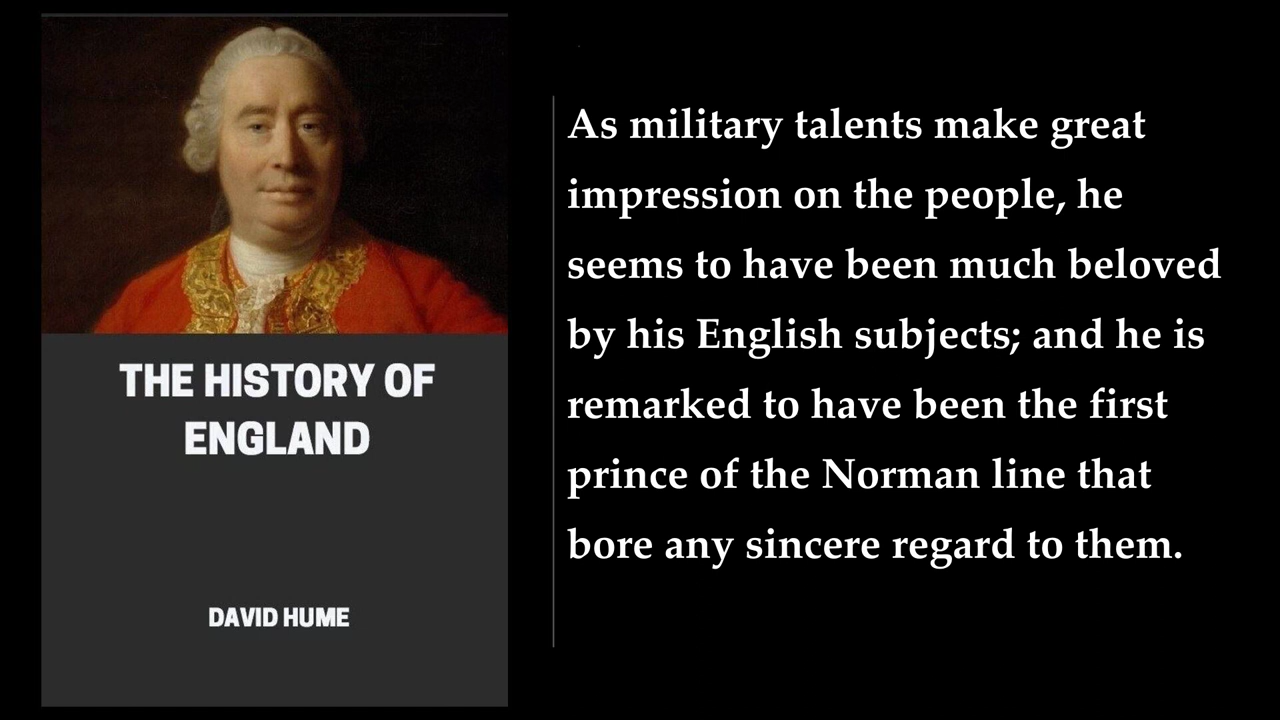 THE HISTORY OF
ENGLAND
DAVID HUME
As military talents make great
impression on the people, he
seems to have been much beloved
by his English subjects; and he is
remarked to have been the first
prince of the Norman line that
bore any sincere regard to them.